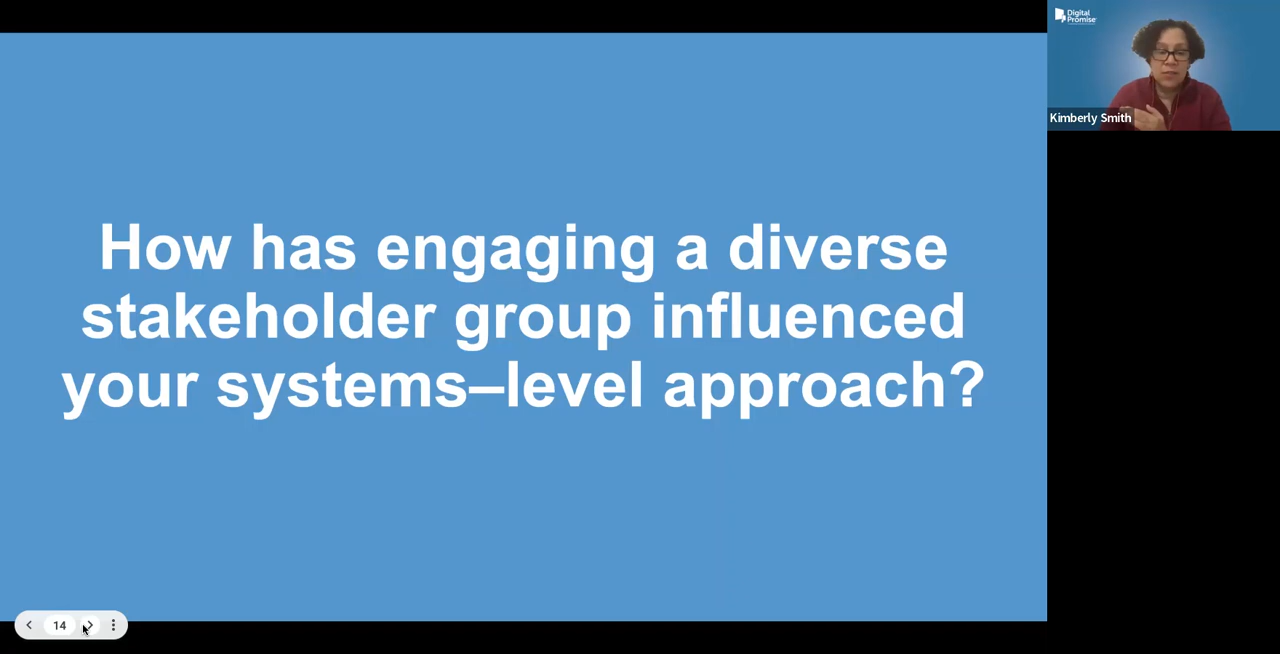 How has engaging a diverse
stakeholder group influenced
your systems–level approach?
Digital
Promise
Kimberly Smith
14